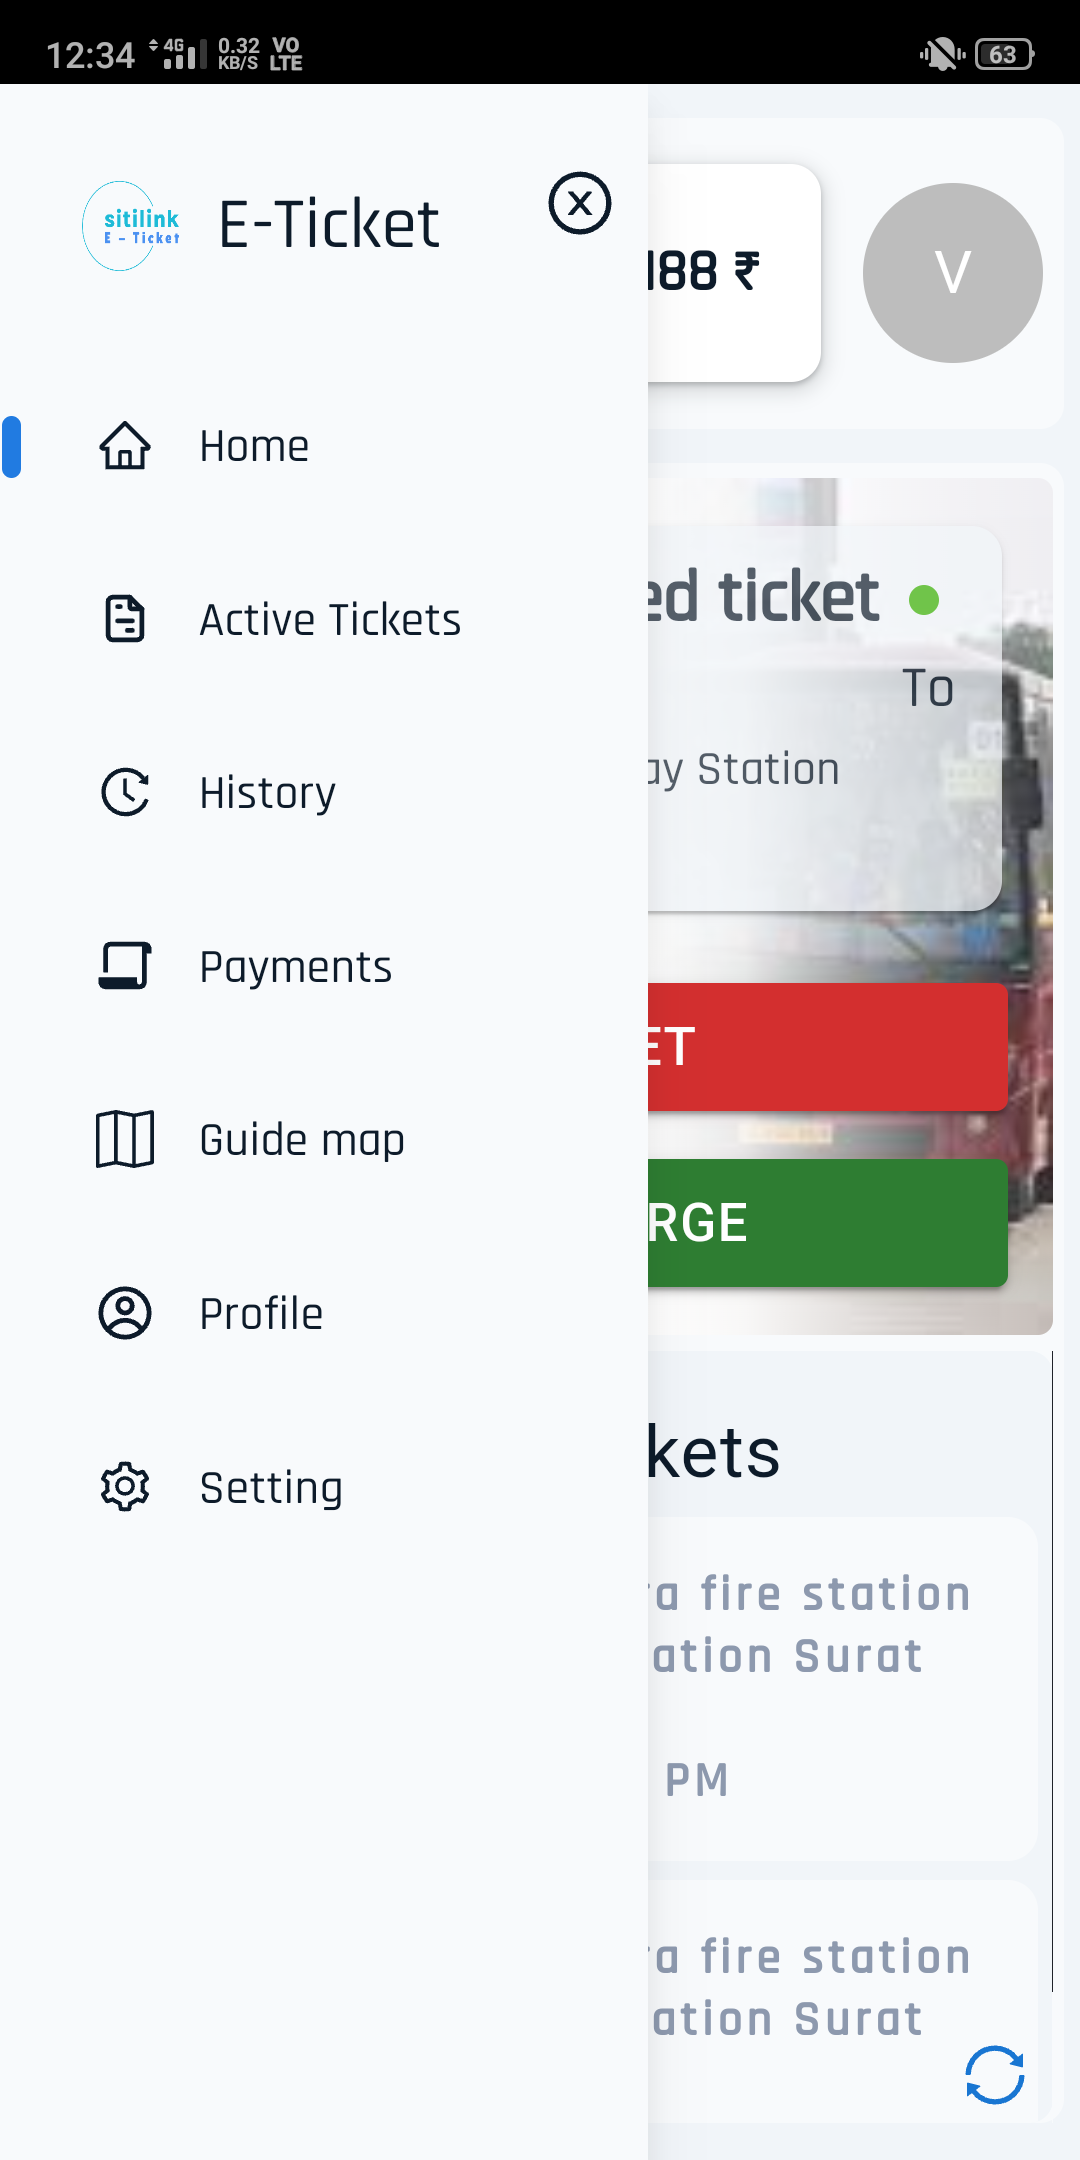 12:34 4G 0.32 KB/S VO LTE 63
sitilink
E - Ticket
E-Ticket
X
188 ₹
V
Home
ed ticket
Active Tickets
To
ay Station
History
Payments
ET
Guide map
RGE
Profile
kets
Setting
a fire station
ation Surat
PM
a fire station
ation Surat